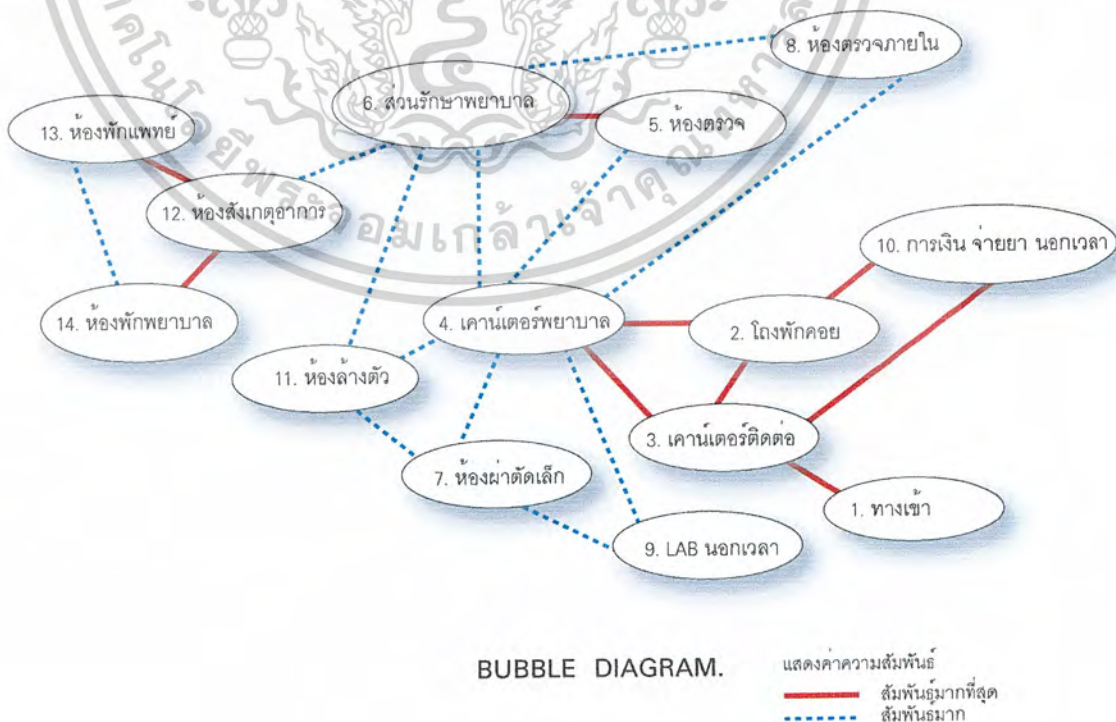 8. ห้องตรวจภายใน
6. ส่วนรักษาพยาบาล
13. ห้องพักแพทย์
5. ห้องตรวจ
12. ห้องสังเกตุอาการ
10. การเงิน จ่ายยา นอกเวลา
14. ห้องพักพยาบาล
4. เคาน์เตอร์พยาบาล
2. โถงพักคอย
11. ห้องล้างตัว
3. เคาน์เตอร์ติดต่อ
7. ห้องผ่าตัดเล็ก
1. ทางเข้า
9. LAB นอกเวลา
BUBBLE DIAGRAM.
แสดงค่าความสัมพันธ์
สัมพันธ์มากที่สุด
สัมพันธ์มาก